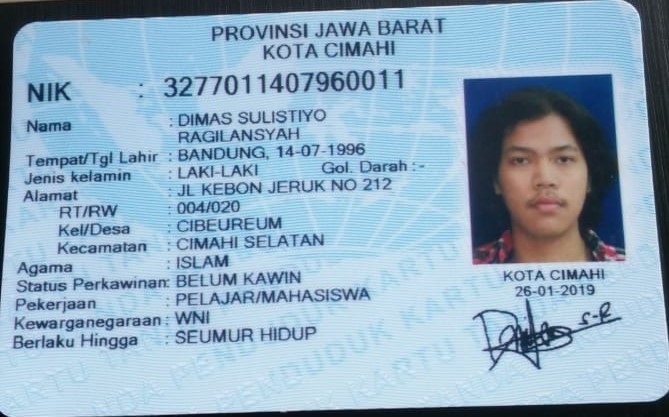 PROVINSI JAWA BARAT
KOTA CIMAHI
NIK : 3277011407960011
Nama : DIMAS SULISTIYO
RAGILANSYAH
Tempat/Tgl Lahir : BANDUNG, 14-07-1996
Jenis kelamin : LAKI-LAKI Gol. Darah : -
Alamat : JL KEBON JERUK NO 212
RT/RW : 004/020
Kel/Desa : CIBEUREUM
Kecamatan : CIMAHI SELATAN
Agama : ISLAM
Status Perkawinan: BELUM KAWIN
Pekerjaan : PELAJAR/MAHASISWA
Kewarganegaraan : WNI
Berlaku Hingga : SEUMUR HIDUP
KOTA CIMAHI
26-01-2019